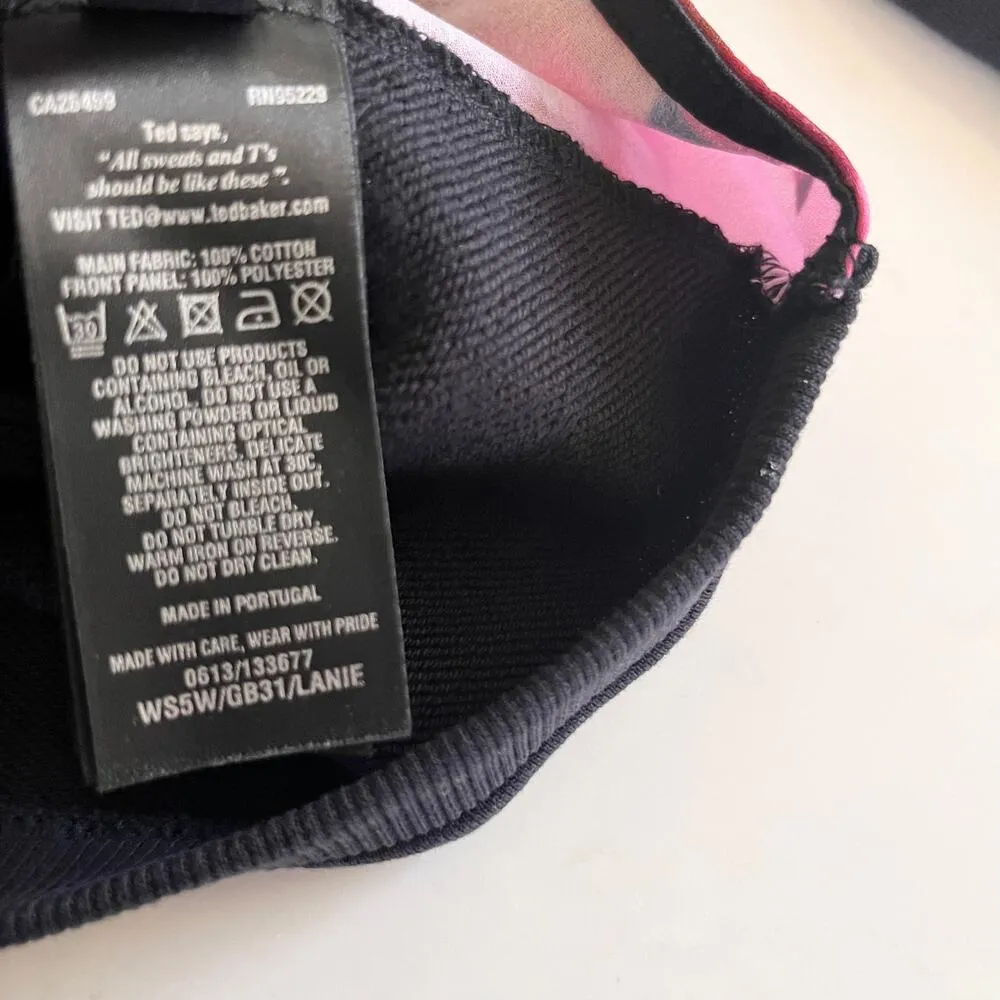 CA25499 RN95229
Ted says,
"All sweats and T's
should be like these".
VISIT TED@www.tedbaker.com
MAIN FABRIC: 100% COTTON
FRONT PANEL: 100% POLYESTER
30
DO NOT USE PRODUCTS
CONTAINING BLEACH, OIL OR
ALCOHOL. DO NOT USE A
WASHING POWDER OR LIQUID
CONTAINING OPTICAL
BRIGHTENERS. DELICATE
MACHINE WASH AT 30C.
SEPARATELY INSIDE OUT.
DO NOT BLEACH.
DO NOT TUMBLE DRY.
WARM IRON ON REVERSE.
DO NOT DRY CLEAN.
MADE IN PORTUGAL
MADE WITH CARE, WEAR WITH PRIDE
0613/133677
WS5W/GB31/LANIE